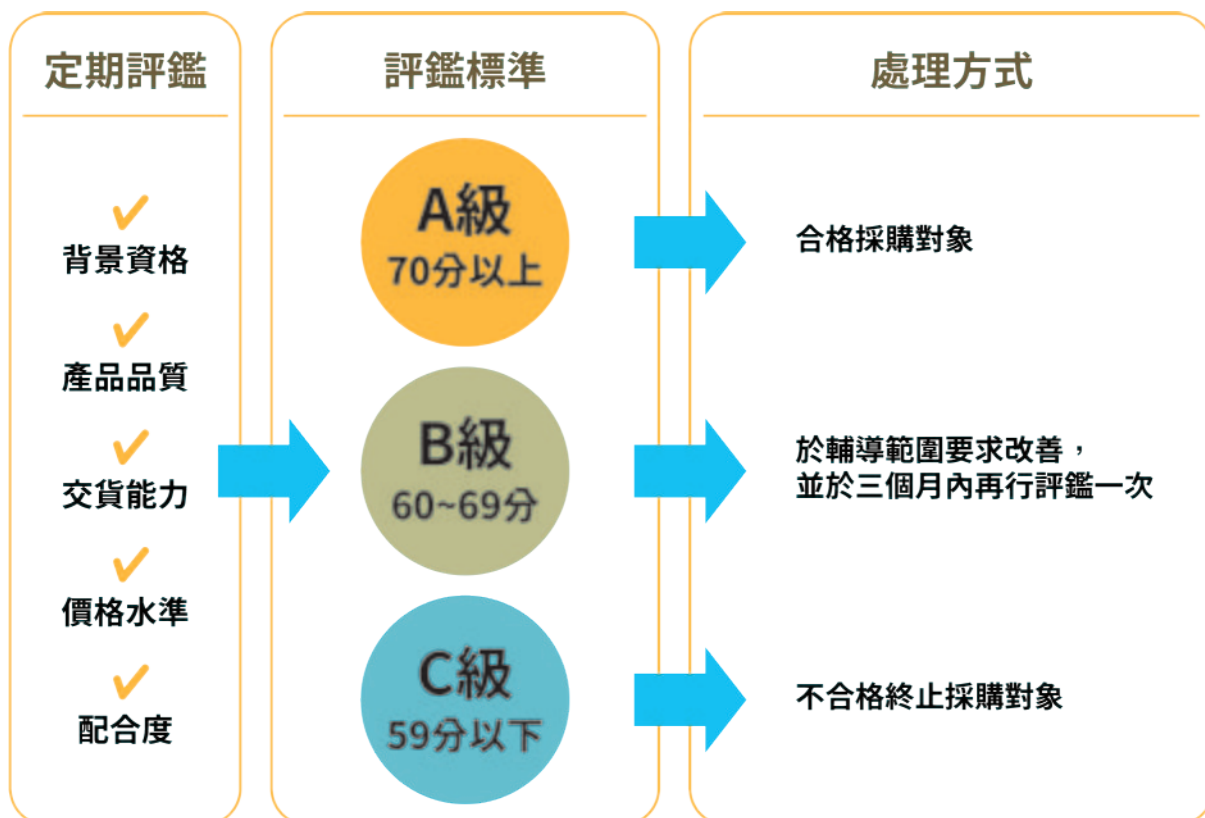 定期評鑑
背景資格
產品品質
交貨能力
價格水準
配合度
評鑑標準
A級
70分以上
B級
60~69分
C級
59分以下
處理方式
合格採購對象
於輔導範圍要求改善，
並於三個月內再行評鑑一次
不合格終止採購對象